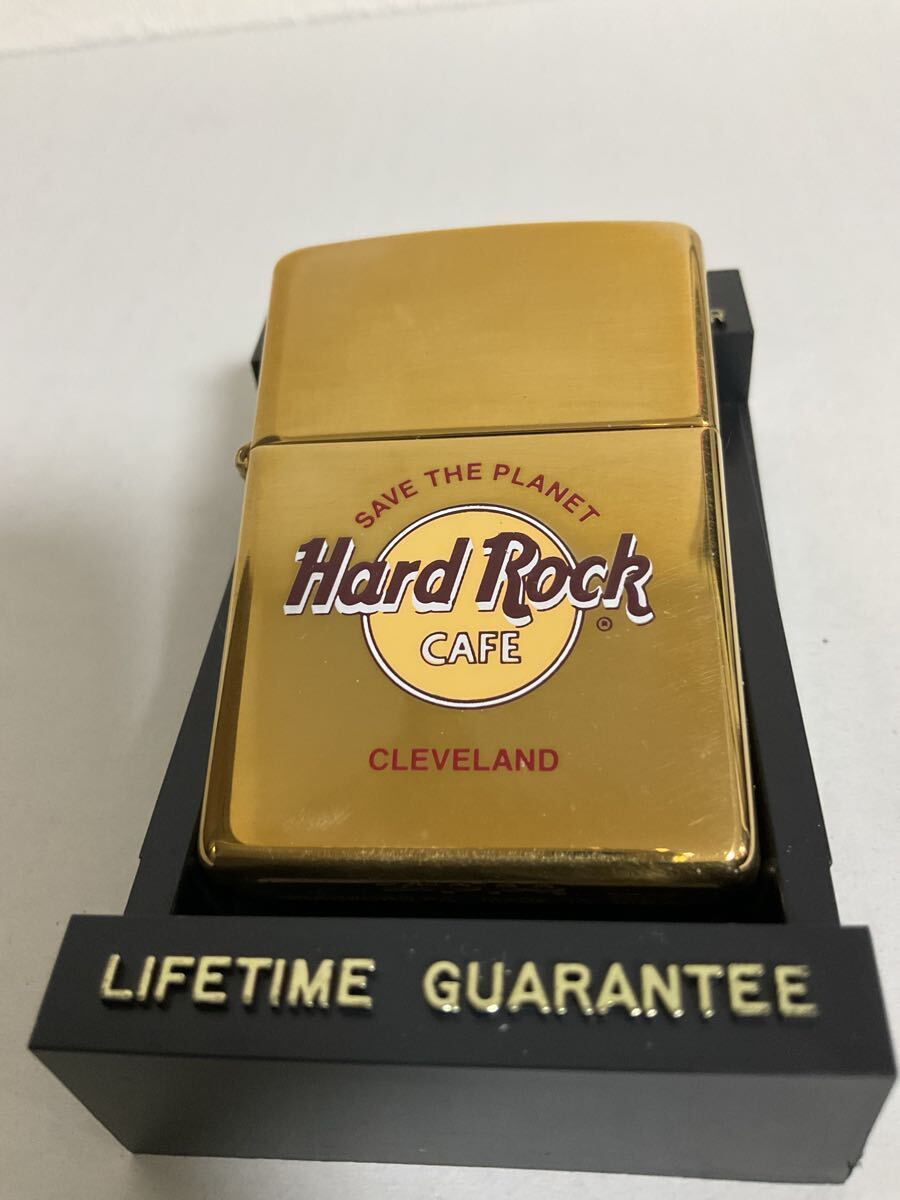 SAVE THE PLANET
Hard Rock
®
CAFE
CLEVELAND
LIFETIME GUARANTEE